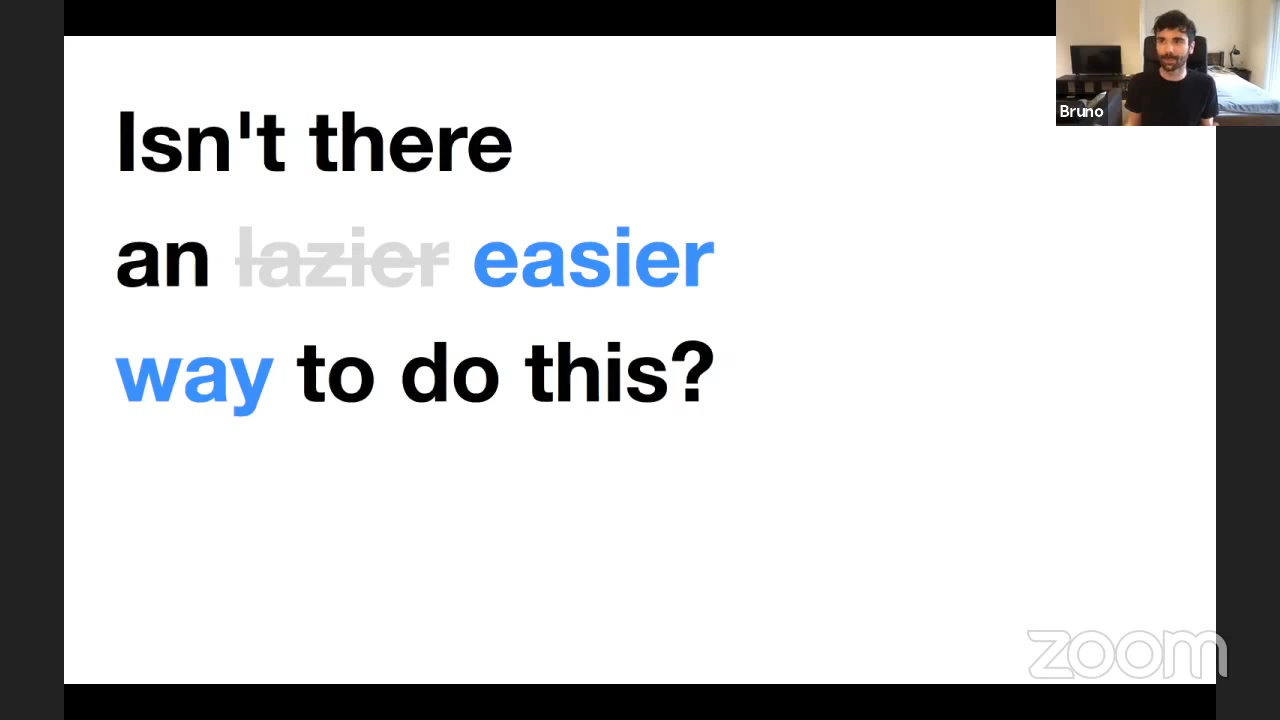 Isn't there
an lazier easier
way to do this?
Bruno
zoom